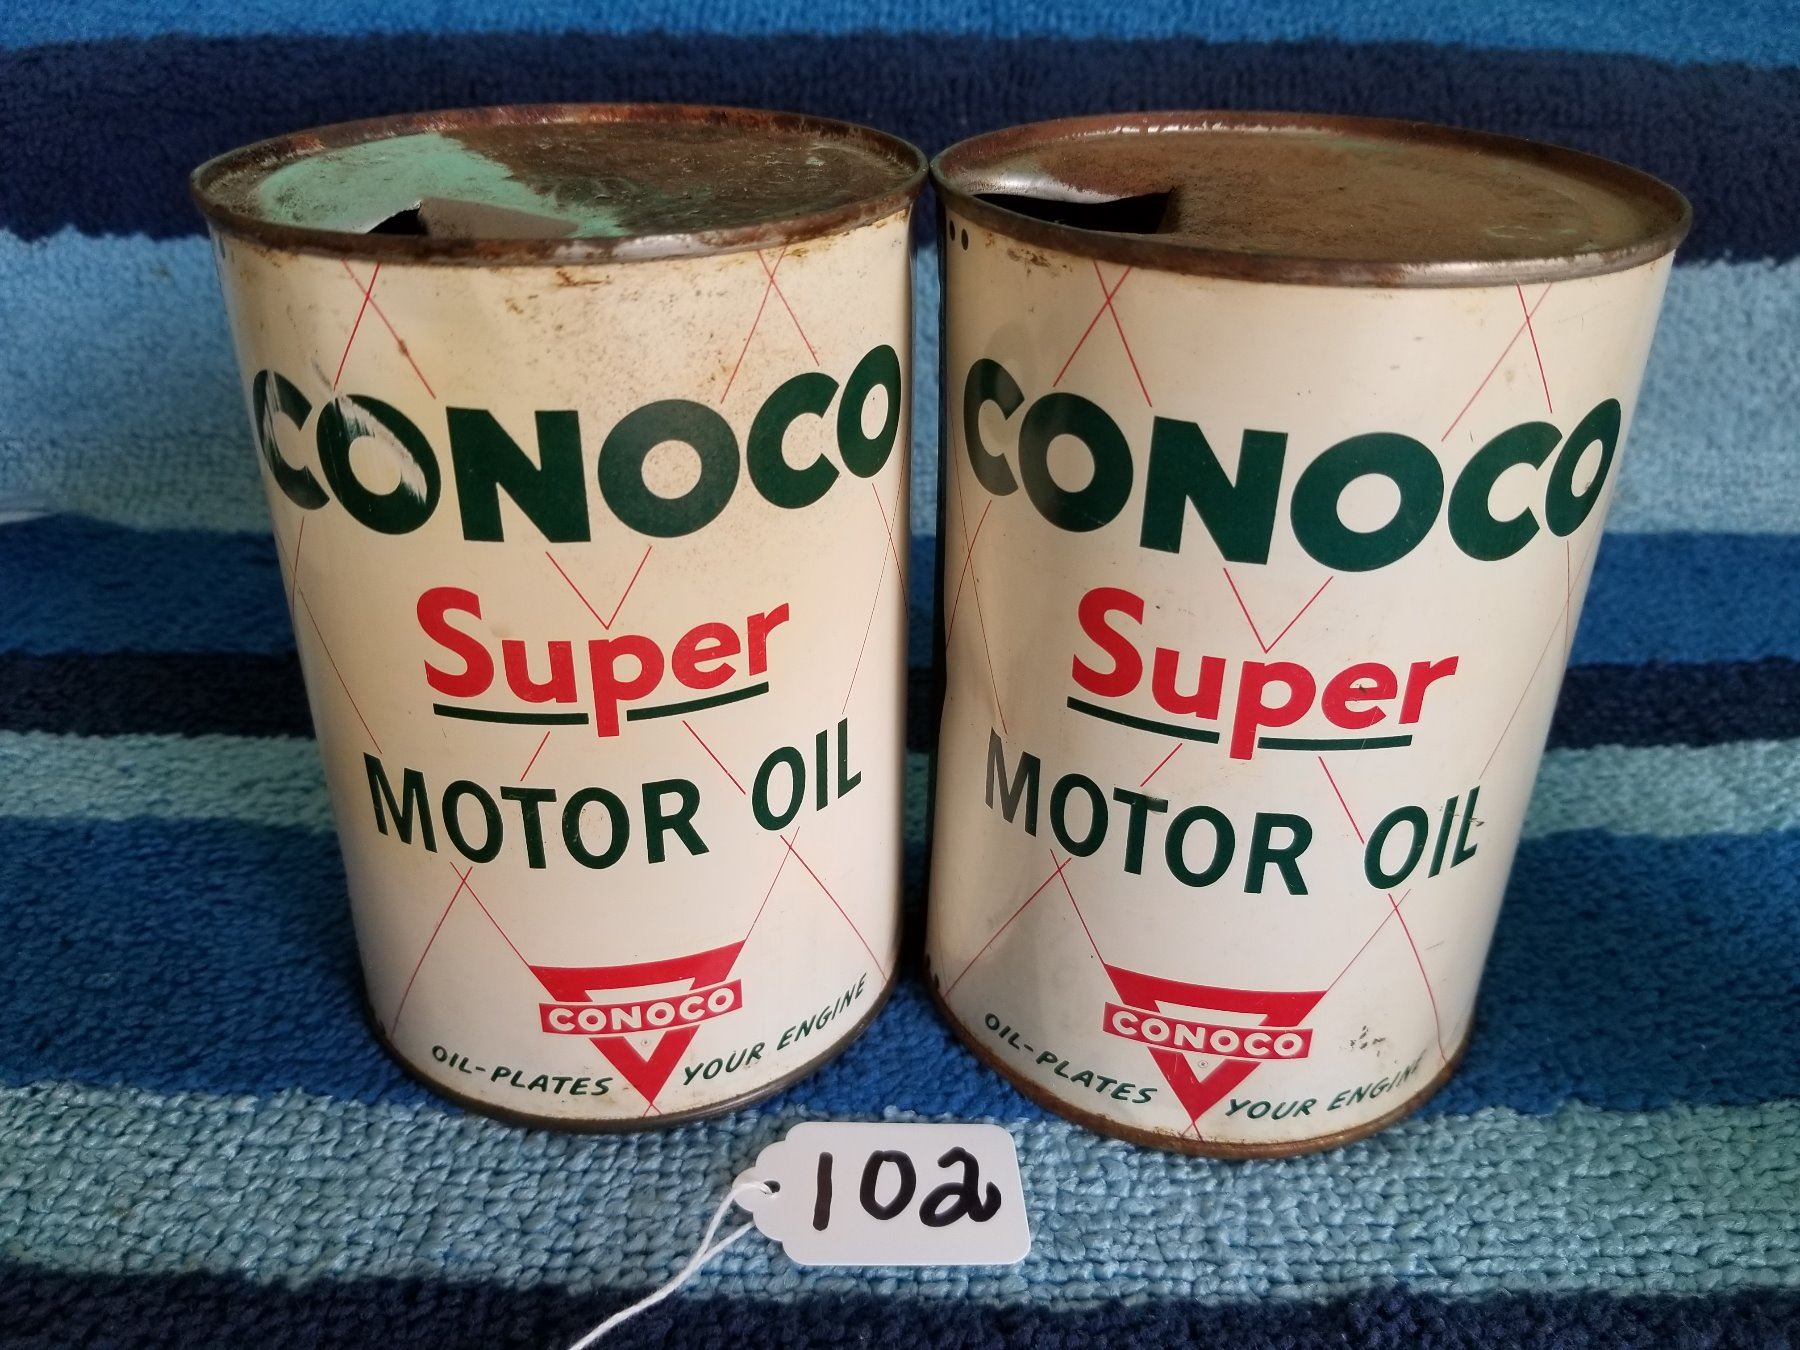 CONOCO
Super
MOTOR OIL
CONOCO
OIL-PLATES YOUR ENGINE
CONOCO
Super
MOTOR OIL
CONOCO
OIL-PLATES YOUR ENGINE
102